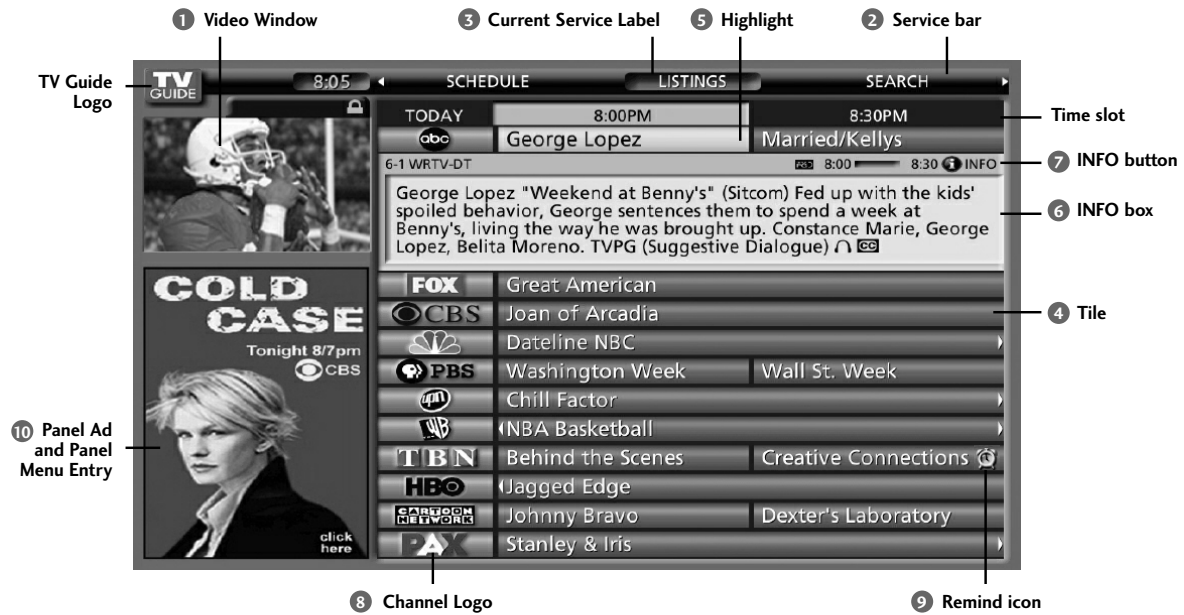 1 Video Window
3 Current Service Label
5 Highlight
2 Service bar
TV Guide
Logo
TV
GUIDE
8:05
SCHEDULE
LISTINGS
SEARCH
TODAY
8:00PM
8:30PM
Time slot
abc
George Lopez
Married/Kellys
6-1 WRTV-DT
8:00
8:30
i INFO
7 INFO button
George Lopez "Weekend at Benny's" (Sitcom) Fed up with the kids'
spoiled behavior, George sentences them to spend a week at
Benny's, living the way he was brought up. Constance Marie, George
Lopez, Belita Moreno. TVPG (Suggestive Dialogue) CC
6 INFO box
COLD
CASE
Tonight 8/7pm
CBS
click
here
10 Panel Ad
and Panel
Menu Entry
FOX
Great American
CBS
Joan of Arcadia
4 Tile
Dateline NBC
PBS
Washington Week
Wall St. Week
upn
Chill Factor
WB
NBA Basketball
TBN
Behind the Scenes
Creative Connections
HBO
Jagged Edge
CARTOON
NETWORK
Johnny Bravo
Dexter's Laboratory
PAX
Stanley & Iris
8 Channel Logo
9 Remind icon